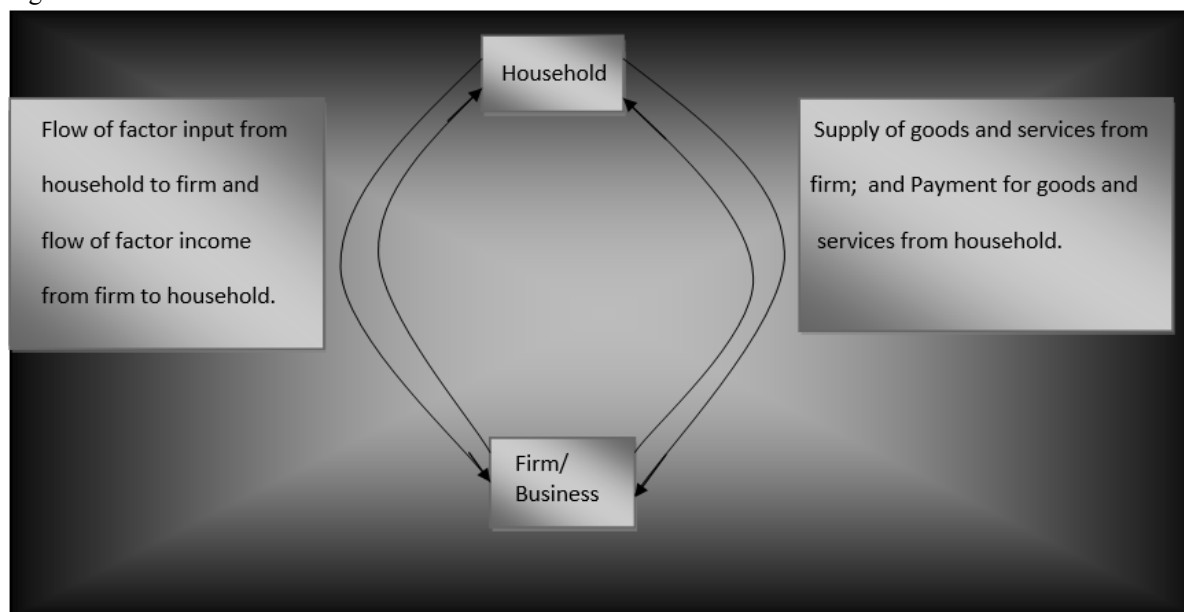 Household
Flow of factor input from
household to firm and
flow of factor income
from firm to household.
Supply of goods and services from
firm; and Payment for goods and
services from household.
Firm/
Business